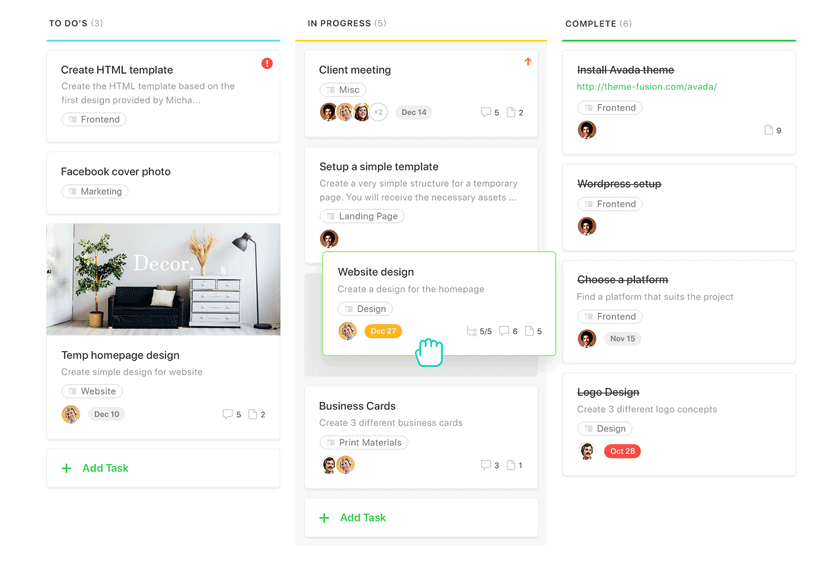 TO DO'S (3)
Create HTML template
Create the HTML template based on the
first design provided by Micha...
Frontend
Facebook cover photo
Marketing
Decor.
Temp homepage design
Create simple design for website
Website
Dec 10
5
2
Add Task
IN PROGRESS (5)
Client meeting
Misc
+2
Dec 14
5
2
Setup a simple template
Create a very simple structure for a temporary
page. You will receive the necessary assets ...
Landing Page
Website design
Create a design for the homepage
Design
Dec 27
5/5
6
5
Business Cards
Create 3 different business cards
Print Materials
3
1
Add Task
COMPLETE (6)
Install Avada theme
http://theme-fusion.com/avada/
Frontend
9
Wordpress setup
Frontend
Choose a platform
Find a platform that suits the project
Frontend
Nov 15
Logo Design
Create 3 different logo concepts
Design
Oct 28